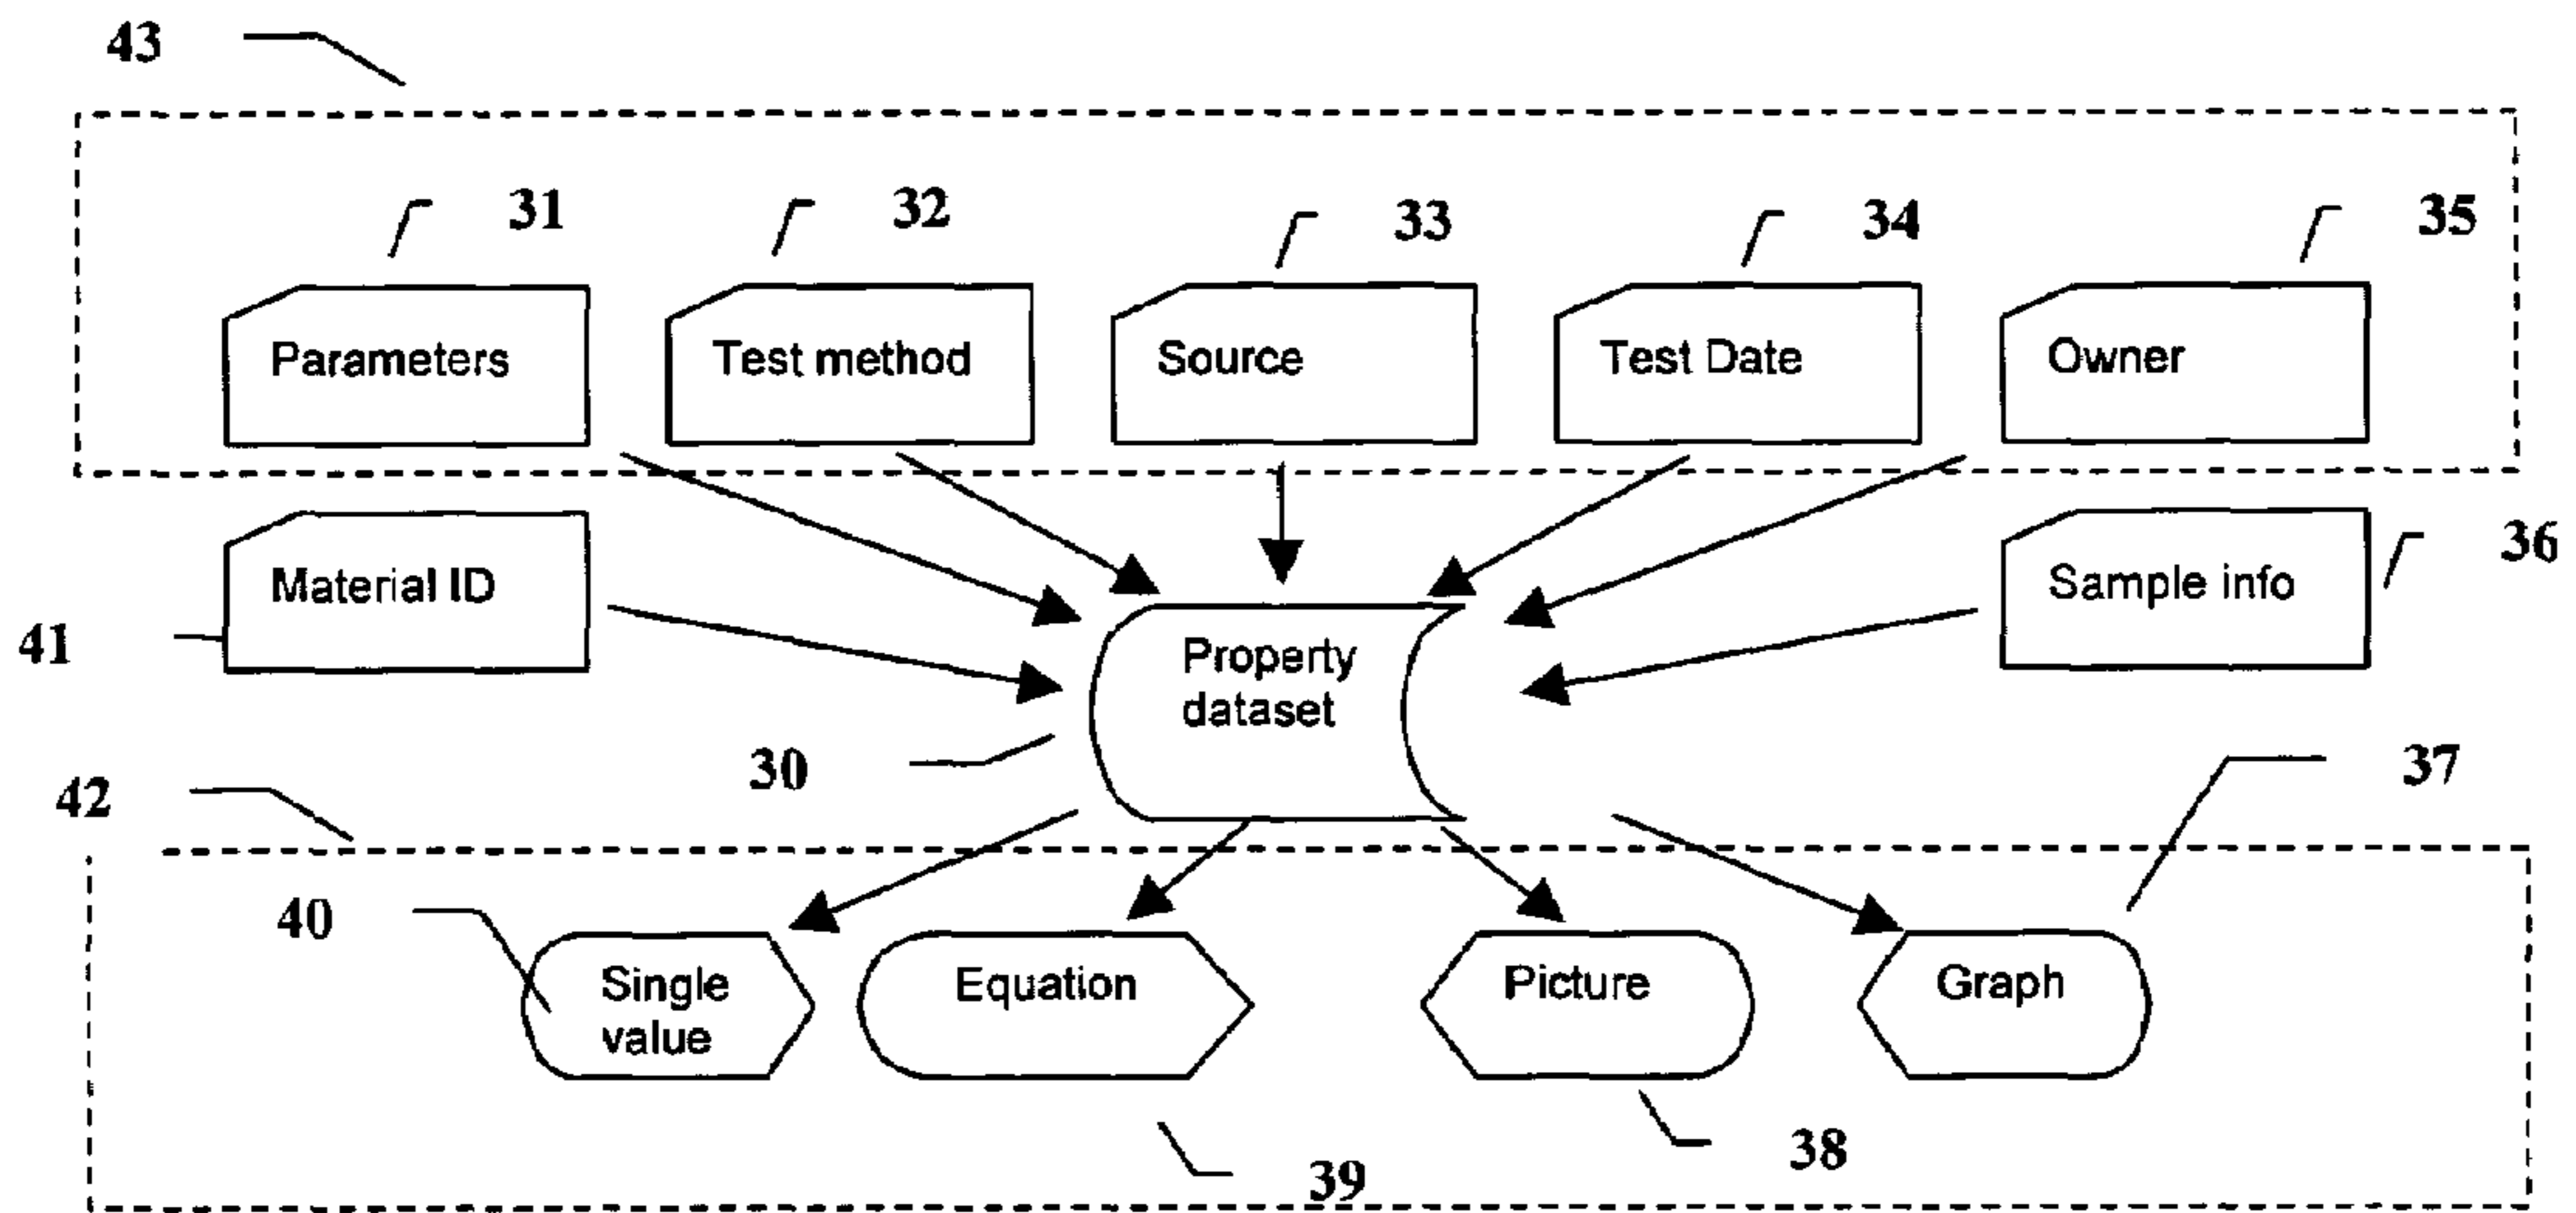 43
31
32
33
34
35
Parameters
Test method
Source
Test Date
Owner
36
Material ID
Sample info
41
Property
dataset
30
37
42
40
Single
value
Equation
Picture
Graph
38
39